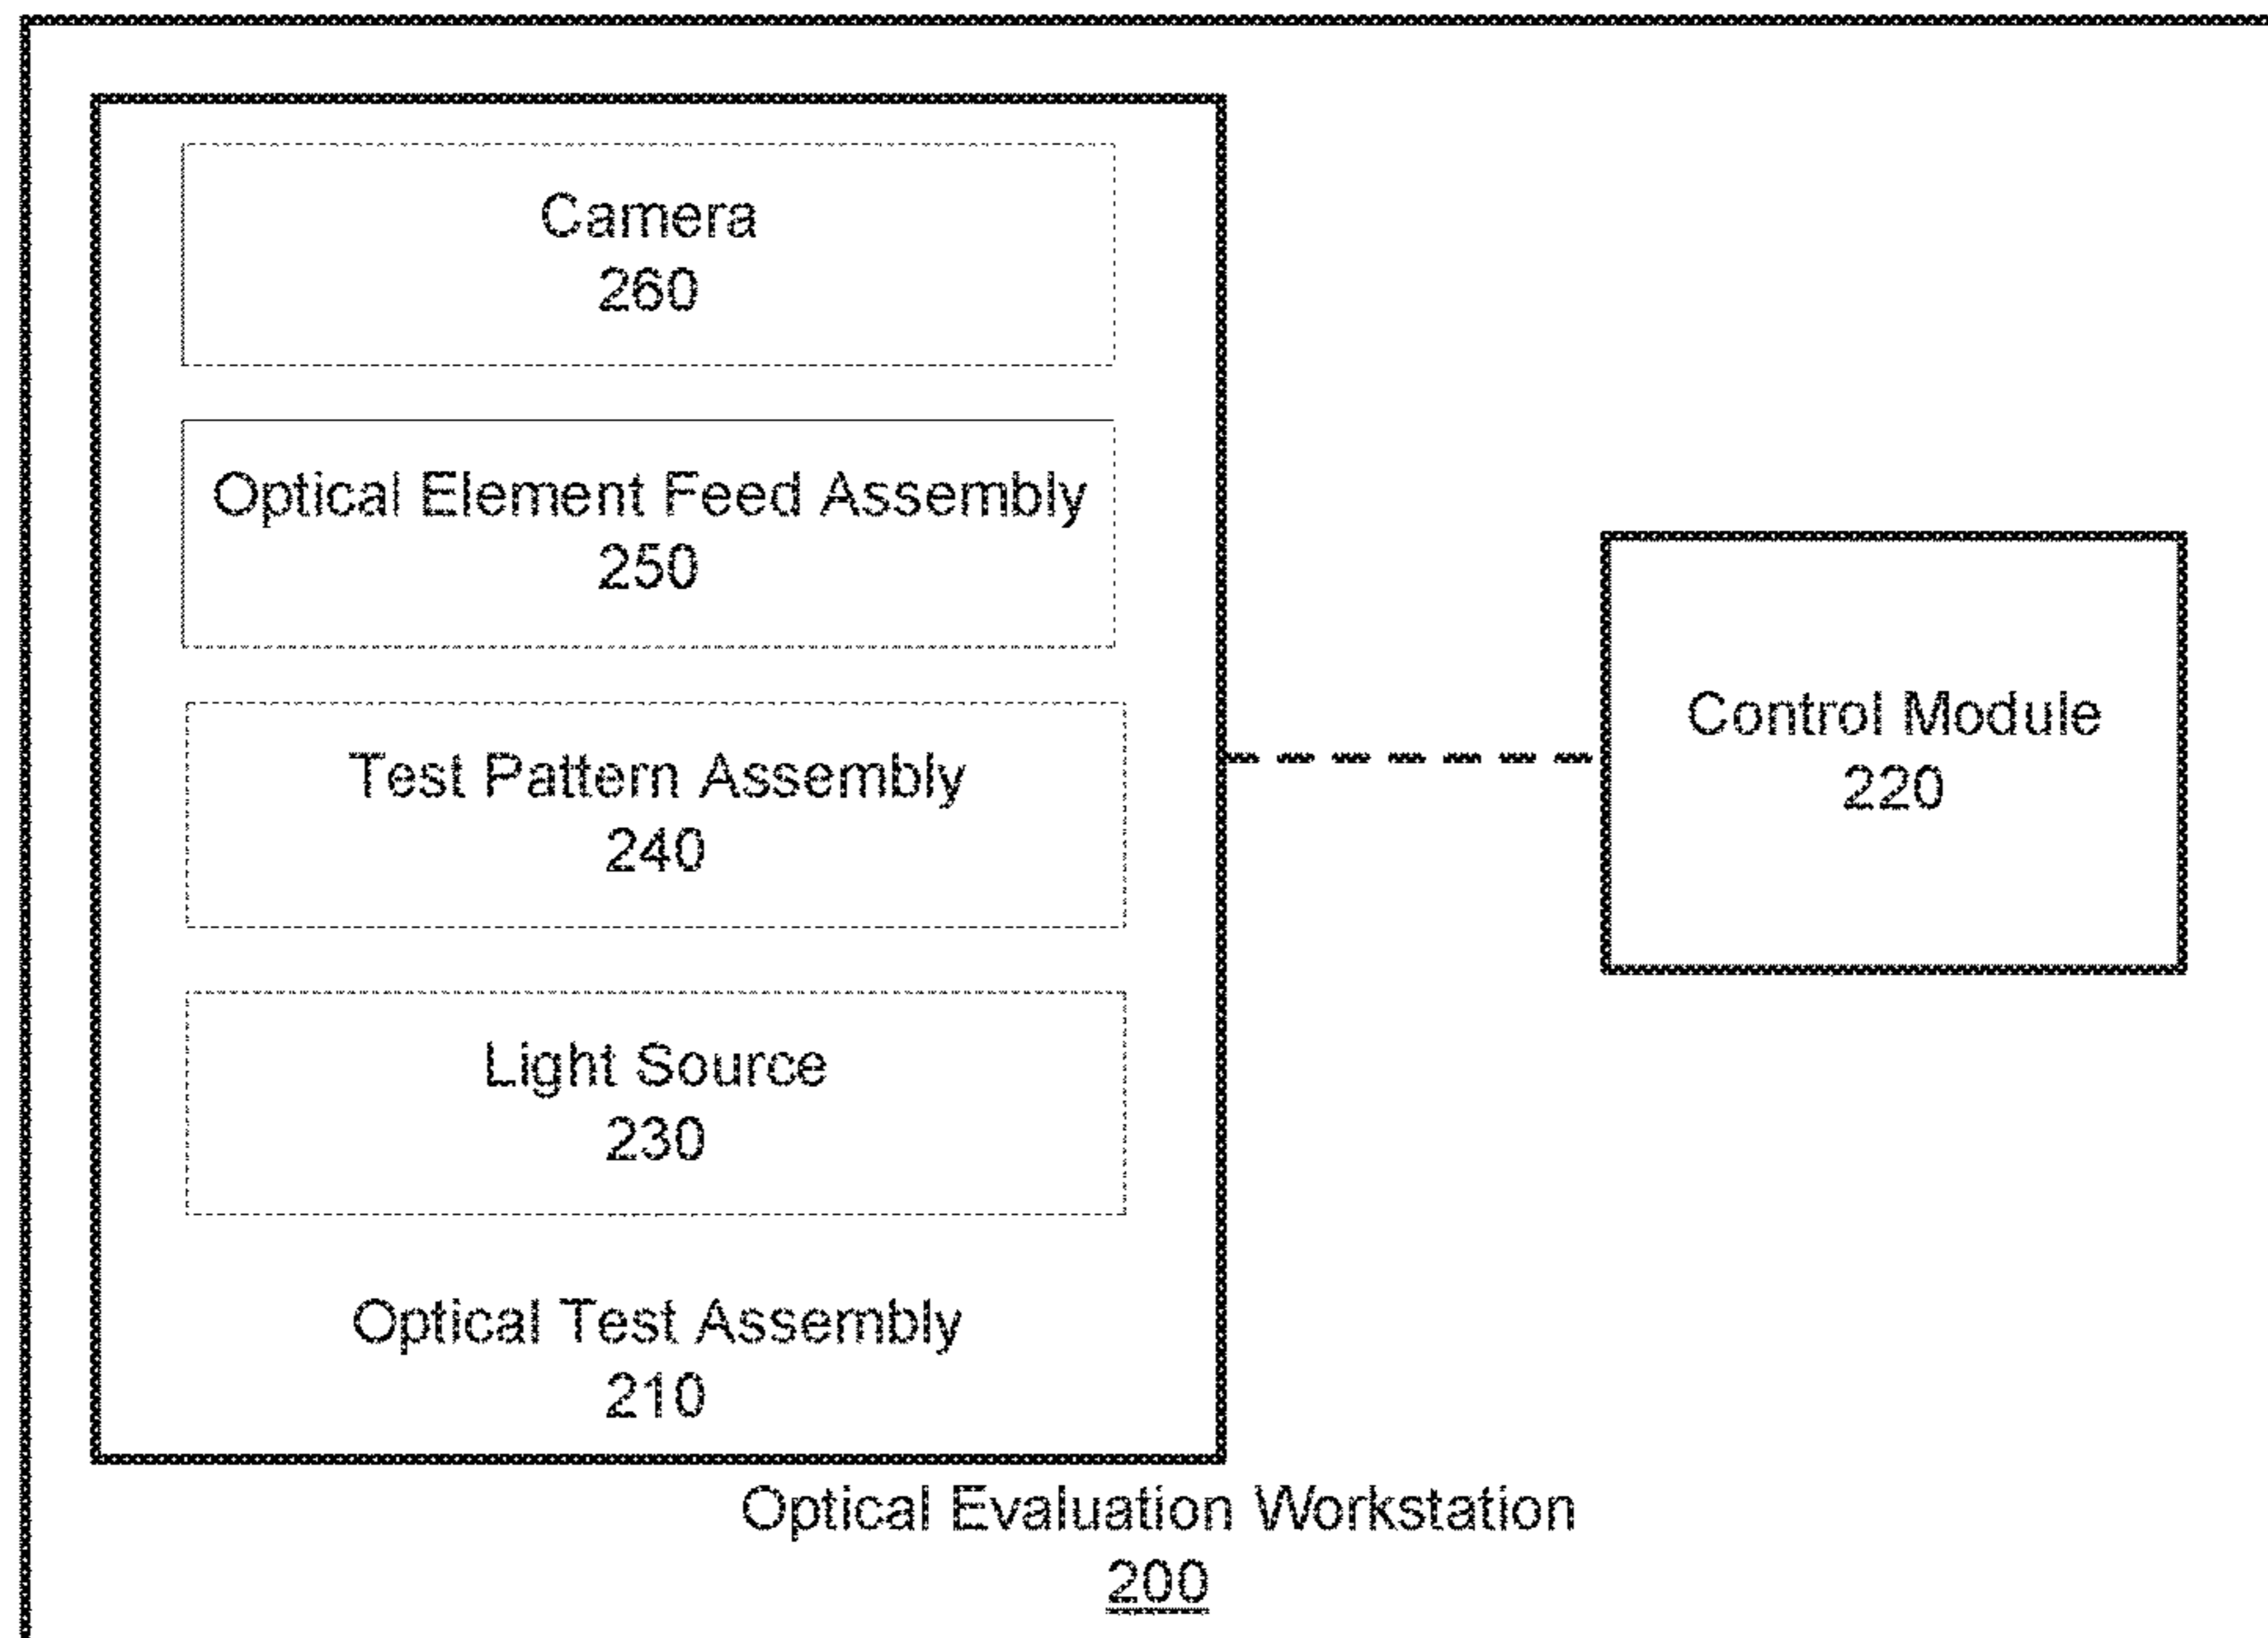 Camera
260
Optical Element Feed Assembly
250
Test Pattern Assembly
240
Light Source
230
Optical Test Assembly
210
Control Module
220
Optical Evaluation Workstation
200